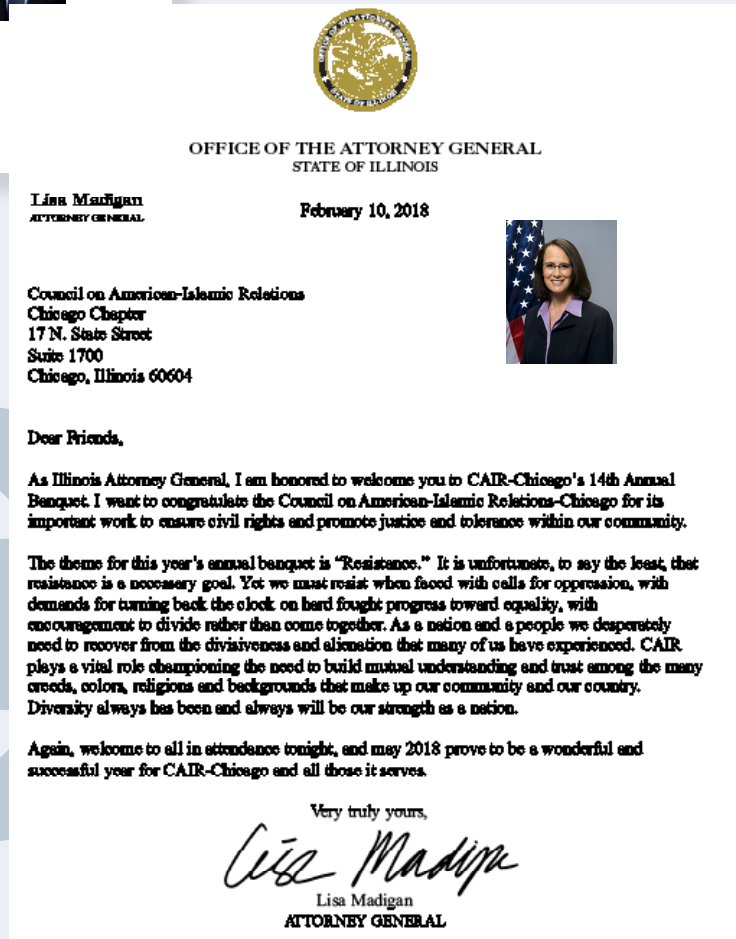 OFFICE OF THE ATTORNEY GENERAL
STATE OF ILLINOIS
OFFICE OF THE ATTORNEY GENERAL
STATE OF ILLINOIS
Lisa Madigan
ATTORNEY GENERAL
February 10, 2018
Council on American-Islamic Relations
Chicago Chapter
17 N. State Street
Suite 1700
Chicago, Illinois 60604
Dear Friends,
As Illinois Attorney General, I am honored to welcome you to CAIR-Chicago's 14th Annual
Banquet. I want to congratulate the Council on American-Islamic Relations-Chicago for its
important work to ensure civil rights and promote justice and tolerance within our community.
The theme for this year's annual banquet is "Resistance." It is unfortunate, to say the least, that
resistance is a necessary goal. Yet we must resist when faced with calls for oppression, with
demands for turning back the clock on hard fought progress toward equality, with
encouragement to divide rather than come together. As a nation and a people we desperately
need to recover from the divisiveness and alienation that many of us have experienced. CAIR
plays a vital role championing the need to build mutual understanding and trust among the many
creeds, colors, religions and backgrounds that make up our community and our country.
Diversity always has been and always will be our strength as a nation.
Again, welcome to all in attendance tonight, and may 2018 prove to be a wonderful and
successful year for CAIR-Chicago and all those it serves.
Very truly yours,
Lisa Madigan
Lisa Madigan
ATTORNEY GENERAL